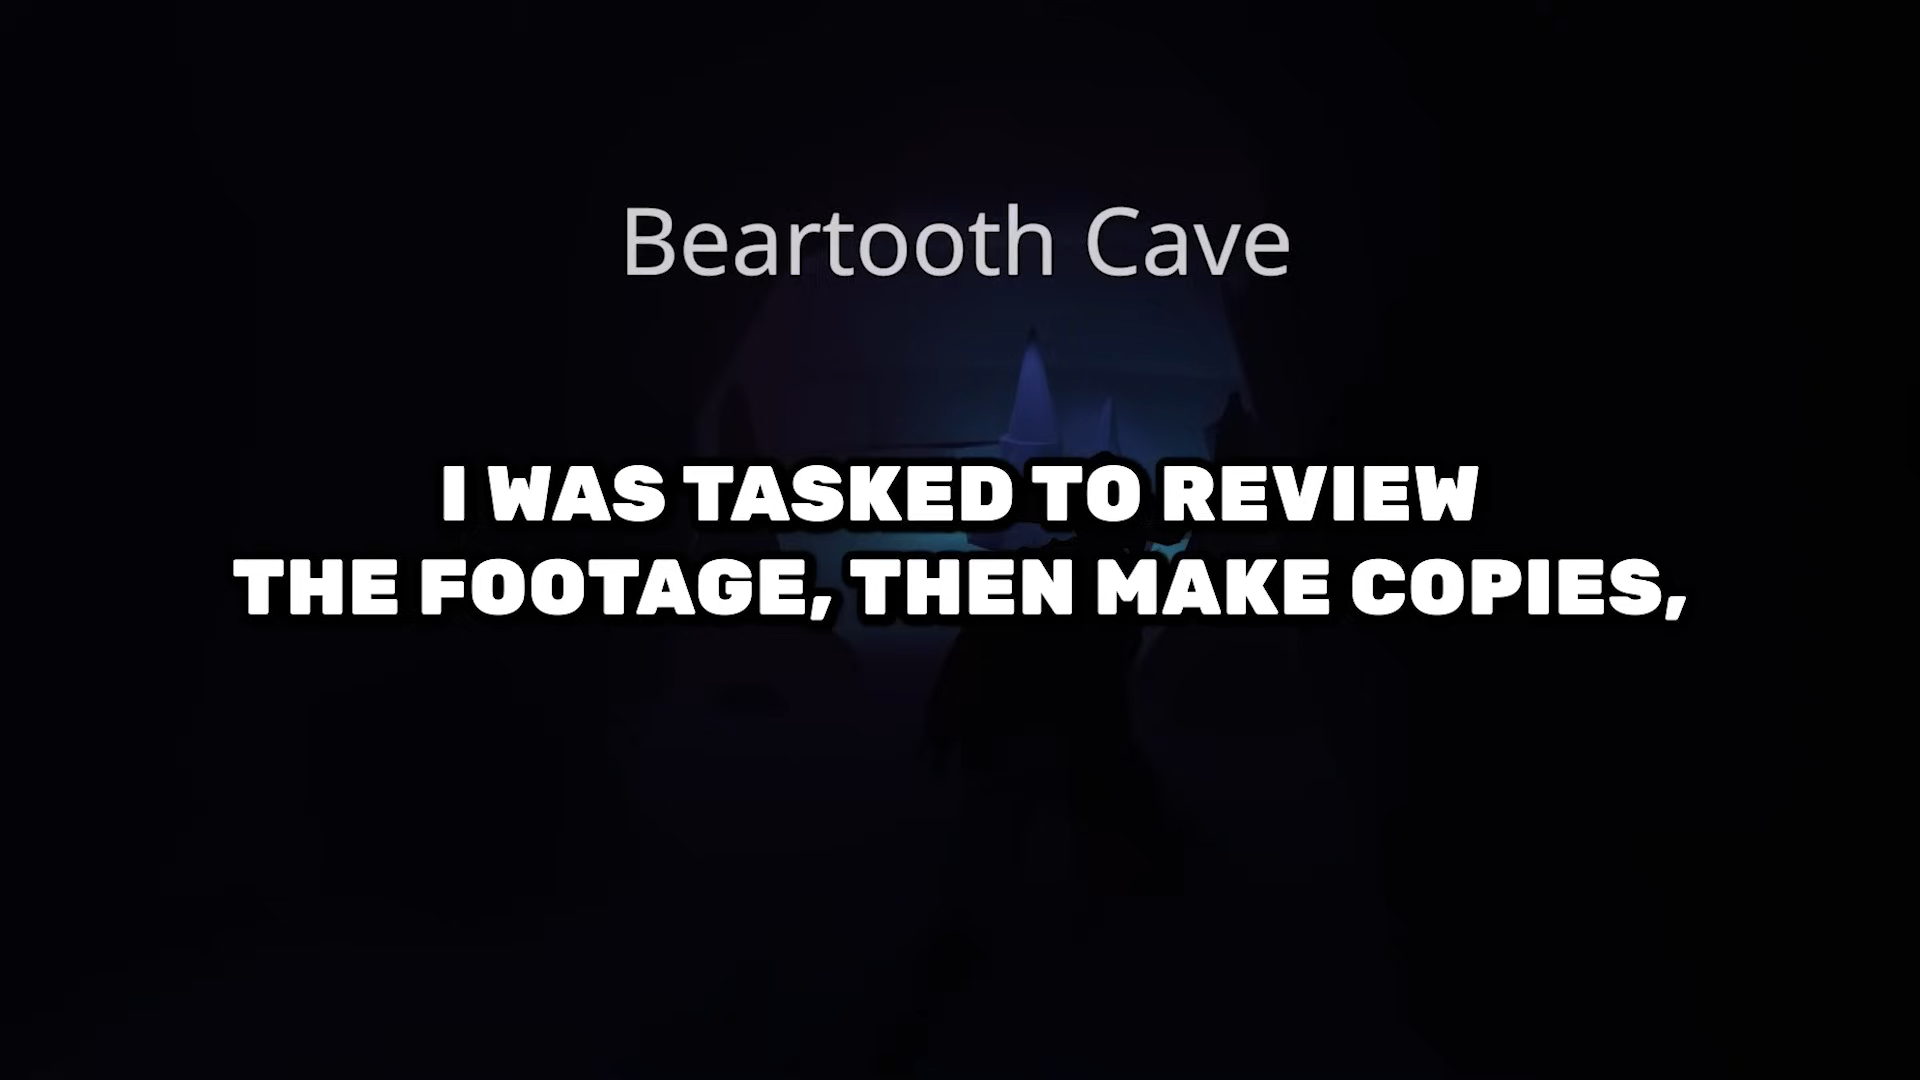 Beartooth Cave
I WAS TASKED TO REVIEW
THE FOOTAGE, THEN MAKE COPIES,